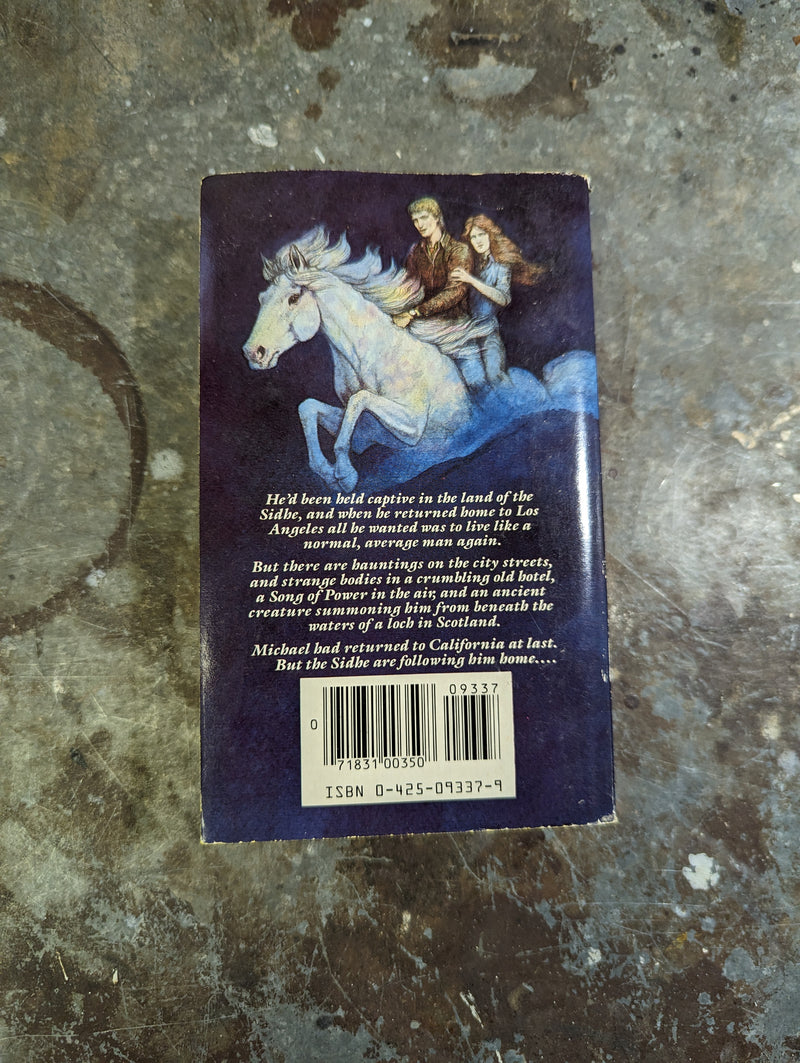 He'd been held captive in the land of the
Sidhe, and when he returned home to Los
Angeles all he wanted was to live like a
normal, average man again.
But there are hauntings on the city streets,
and strange bodies in a crumbling old hotel,
a Song of Power in the air, and an ancient
creature summoning him from beneath the
waters of a loch in Scotland.
Michael had returned to California at last.
But the Sidhe are following him home....
09337
0
71831 00350
ISBN 0-425-09337-9